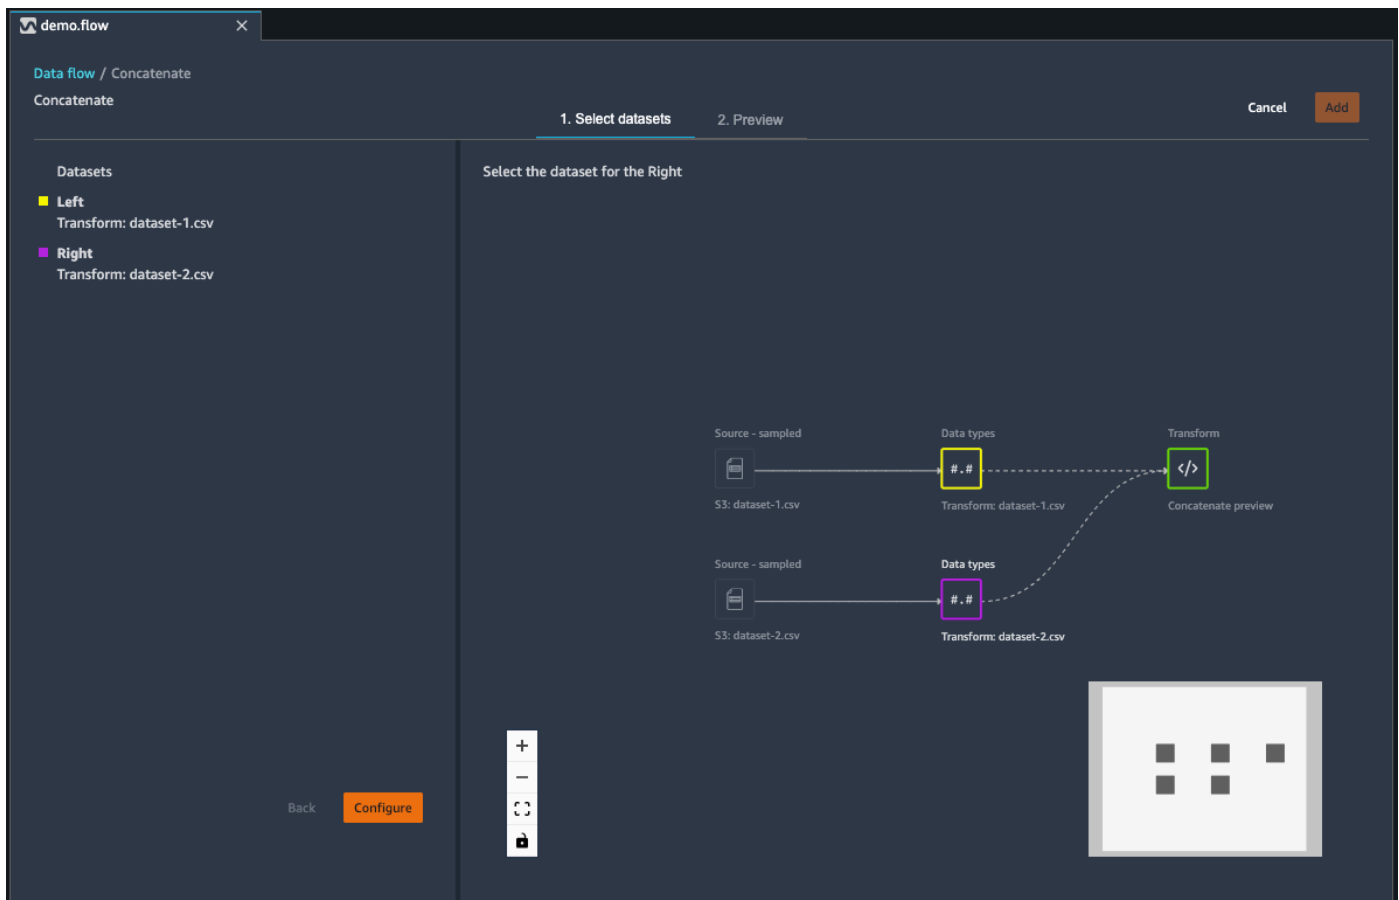 demo.flow
Data flow / Concatenate
Concatenate
1. Select datasets
2. Preview
Cancel
Add
Datasets
Left
Transform: dataset-1.csv
Right
Transform: dataset-2.csv
Back
Configure
Select the dataset for the Right
Source - sampled
Data types
Transform
#.#
</>
S3: dataset-1.csv
Transform: dataset-1.csv
Concatenate preview
Source - sampled
Data types
#.#
S3: dataset-2.csv
Transform: dataset-2.csv